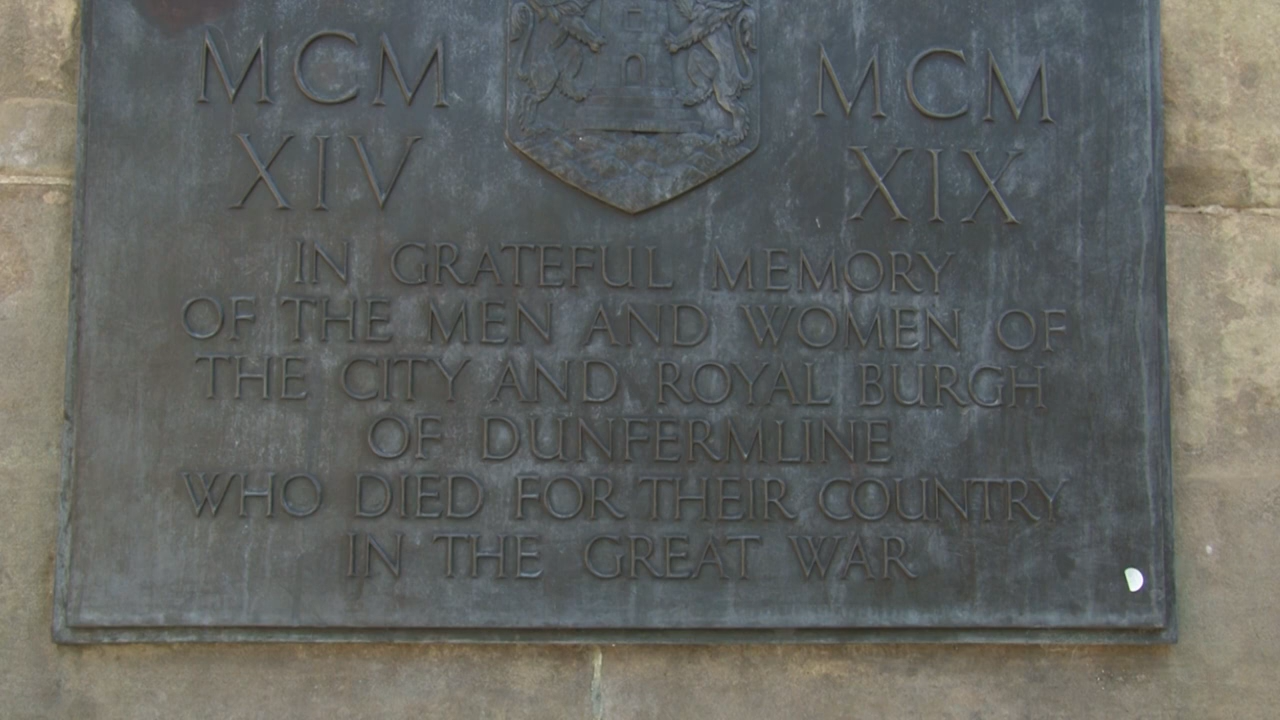 MCM MCM
XIV XIX
IN GRATEFUL MEMORY
OF THE MEN AND WOMEN OF
THE CITY AND ROYAL BURGH
OF DUNFERMLINE
WHO DIED FOR THEIR COUNTRY
IN THE GREAT WAR